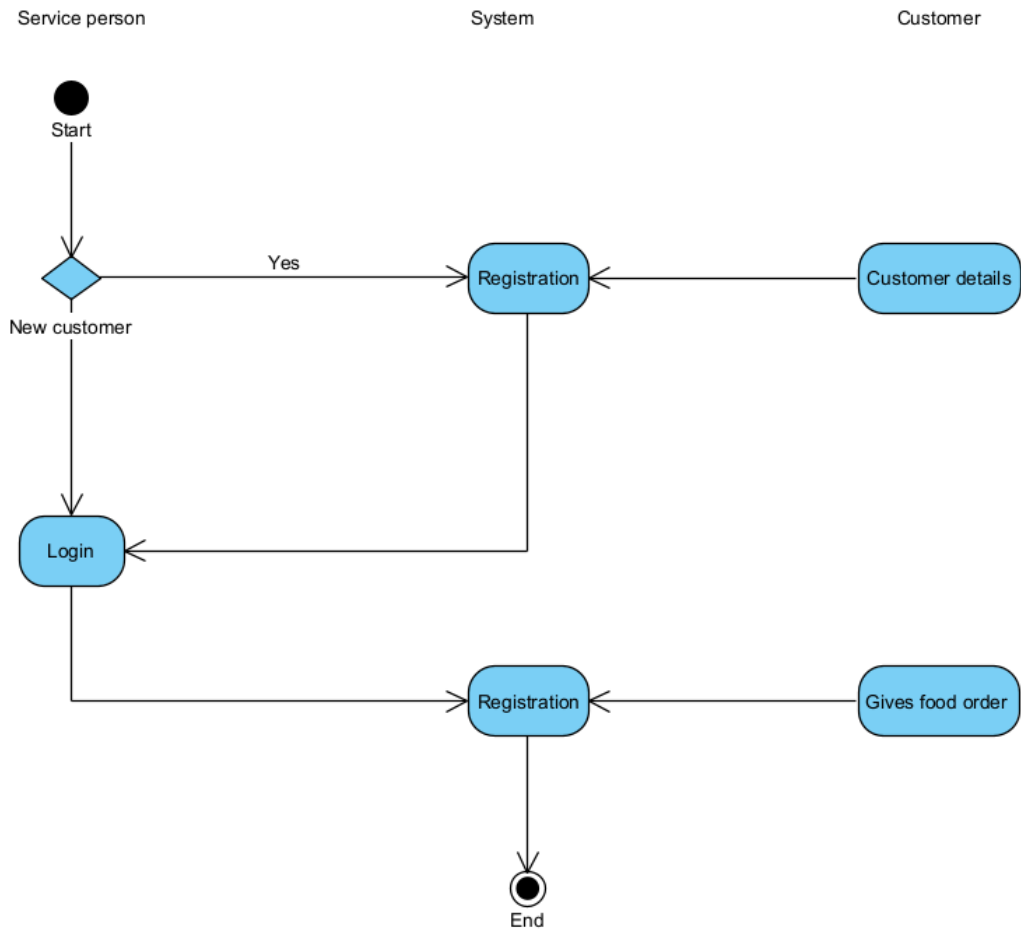 Service person
System
Customer
Start
Yes
Registration
Customer details
New customer
Login
Registration
Gives food order
End